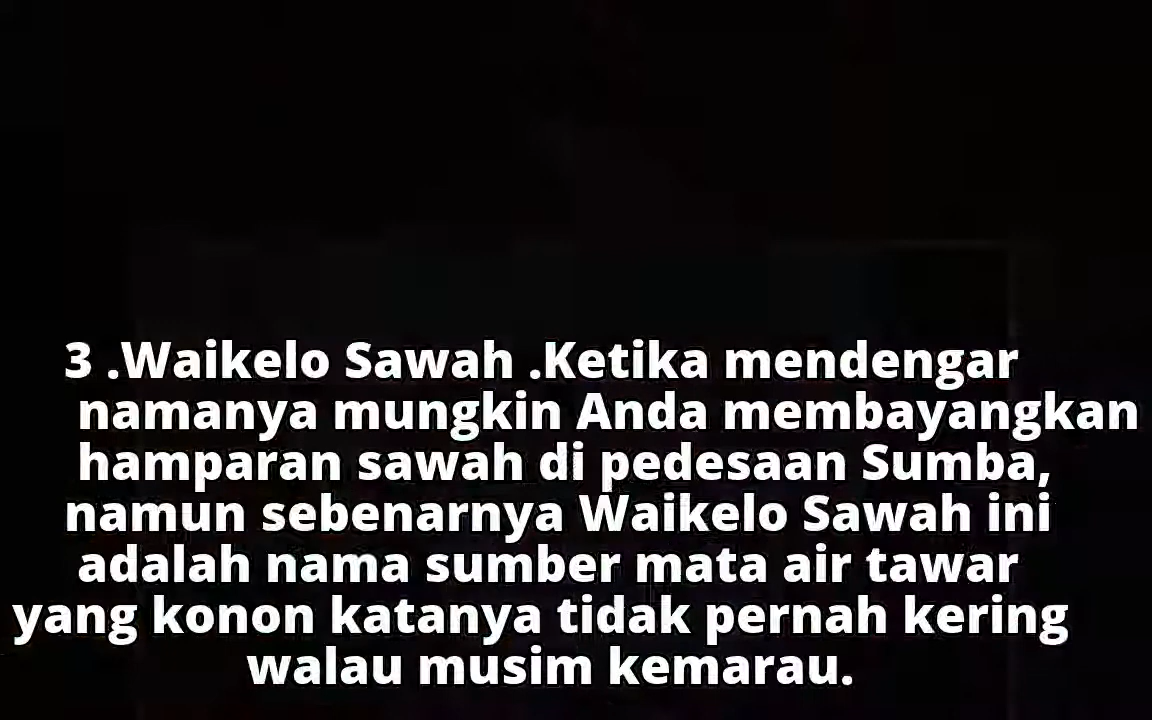 3 .Waikelo Sawah .Ketika mendengar
namanya mungkin Anda membayangkan
hamparan sawah di pedesaan Sumba,
namun sebenarnya Waikelo Sawah ini
adalah nama sumber mata air tawar
yang konon katanya tidak pernah kering
walau musim kemarau.